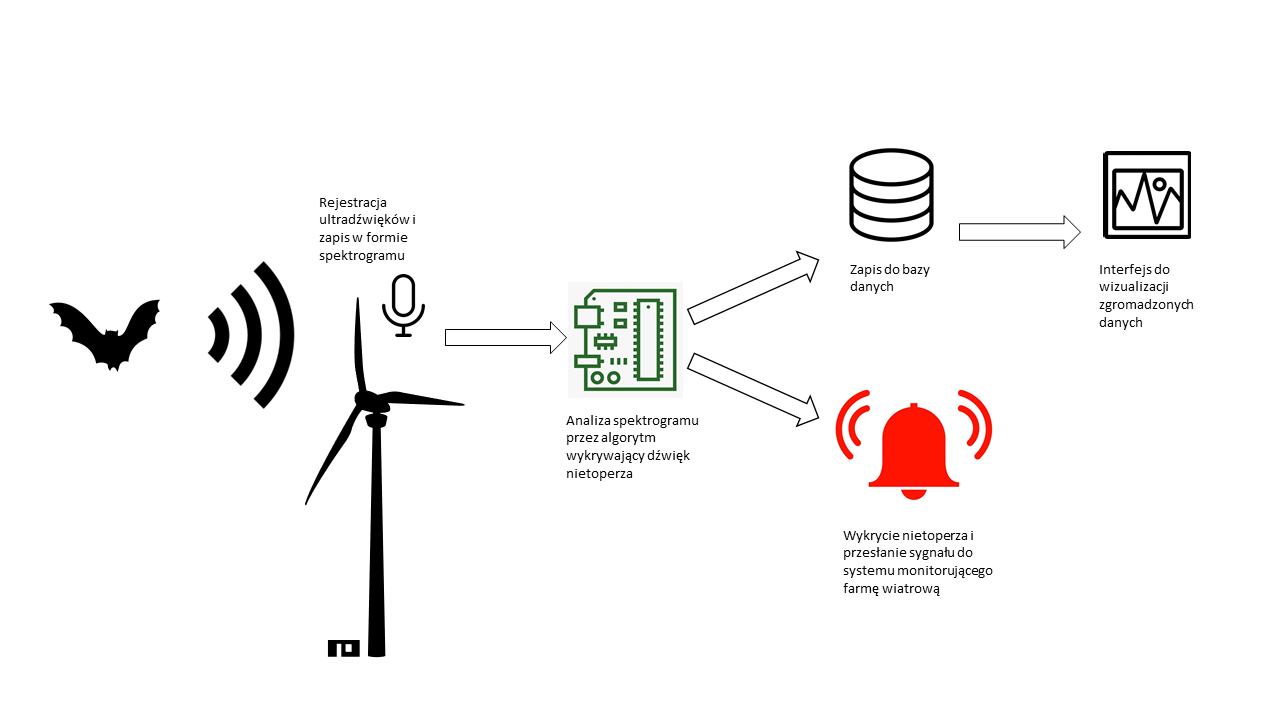 Rejestracja
ultradźwięków i
zapis w formie
spektrogramu
Analiza spektrogramu
przez algorytm
wykrywający dźwięk
nietoperza
Zapis do bazy
danych
Interfejs do
wizualizacji
zgromadzonych
danych
Wykrycie nietoperza i
przesłanie sygnału do
systemu monitorującego
farmę wiatrową